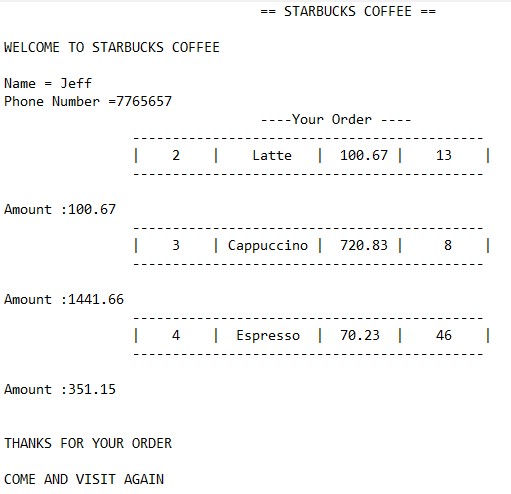 == STARBUCKS COFFEE ==
WELCOME TO STARBUCKS COFFEE
Name = Jeff
Phone Number =7765657
----Your Order ----
--------------------------------------------
| 2 | Latte | 100.67 | 13 |
--------------------------------------------
Amount :100.67
--------------------------------------------
| 3 | Cappuccino | 720.83 | 8 |
--------------------------------------------
Amount :1441.66
--------------------------------------------
| 4 | Espresso | 70.23 | 46 |
--------------------------------------------
Amount :351.15
THANKS FOR YOUR ORDER
COME AND VISIT AGAIN